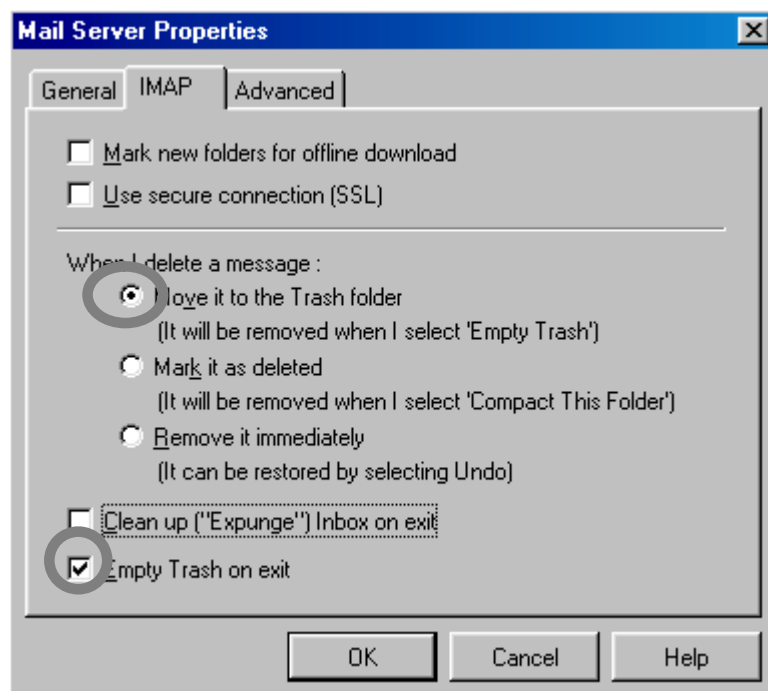 Mail Server Properties
General IMAP Advanced
Mark new folders for offline download
Use secure connection (SSL)
When I delete a message :
Move it to the Trash folder
(It will be removed when I select 'Empty Trash')
Mark it as deleted
(It will be removed when I select 'Compact This Folder')
Remove it immediately
(It can be restored by selecting Undo)
Clean up ("Expunge") Inbox on exit
Empty Trash on exit
OK Cancel Help